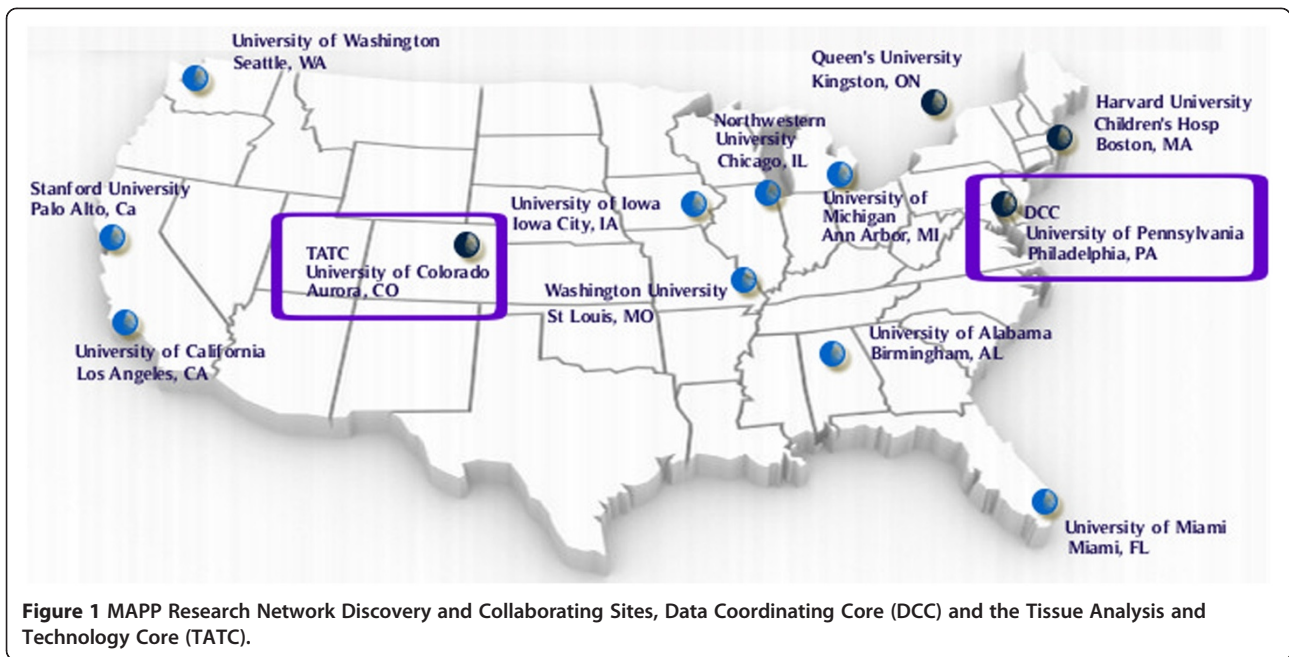 University of Washington
Seattle, WA
Queen's University
Kingston, ON
Harvard University
Children's Hosp
Boston, MA
Northwestern
University
Chicago, IL
Stanford University
Palo Alto, Ca
University of Iowa
Iowa City, IA
University of
Michigan
Ann Arbor, MI
DCC
University of Pennsylvania
Philadelphia, PA
TATC
University of Colorado
Aurora, CO
Washington University
St Louis, MO
University of California
Los Angeles, CA
University of Alabama
Birmingham, AL
University of Miami
Miami, FL
Figure 1 MAPP Research Network Discovery and Collaborating Sites, Data Coordinating Core (DCC) and the Tissue Analysis and
Technology Core (TATC).